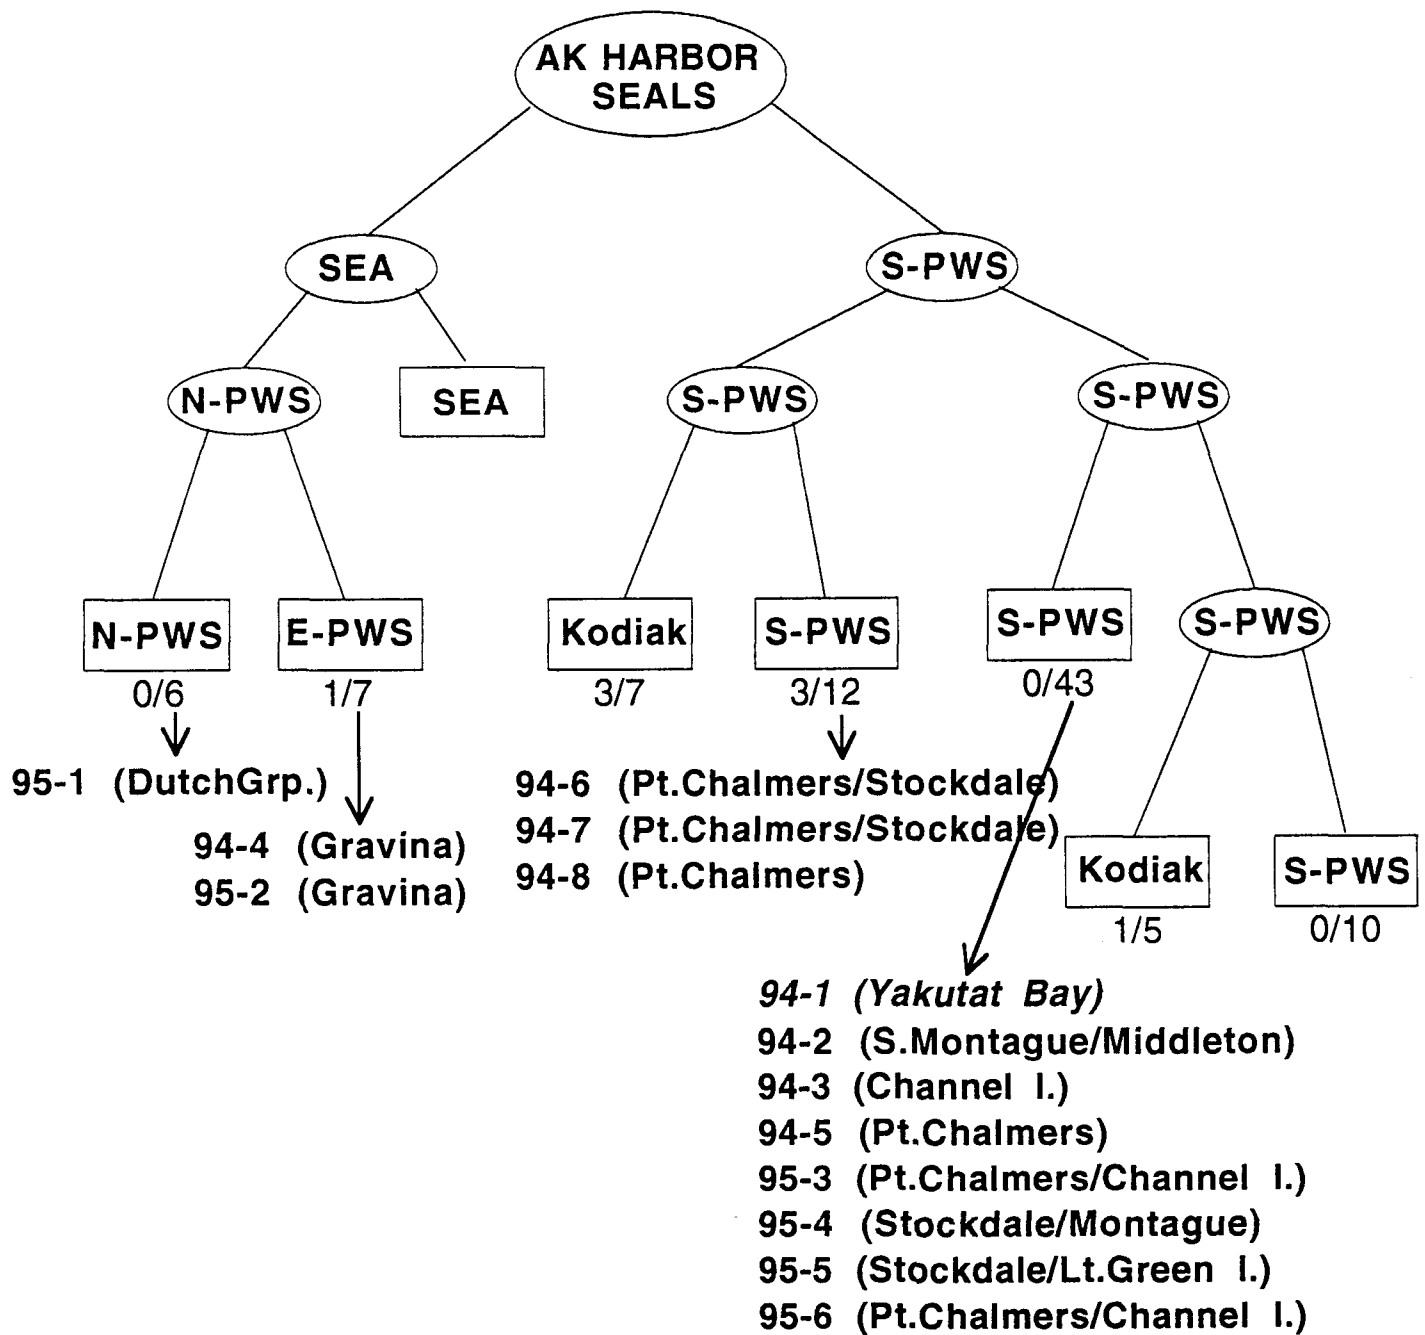 AK HARBOR
SEALS
SEA
S-PWS
N-PWS
SEA
S-PWS
S-PWS
N-PWS
E-PWS
Kodiak
S-PWS
S-PWS
S-PWS
0/6
1/7
3/7
3/12
0/43
95-1 (DutchGrp.)
94-4 (Gravina)
95-2 (Gravina)
94-6 (Pt.Chalmers/Stockdale)
94-7 (Pt.Chalmers/Stockdale)
94-8 (Pt.Chalmers)
Kodiak
S-PWS
1/5
0/10
94-1 (Yakutat Bay)
94-2 (S.Montague/Middleton)
94-3 (Channel I.)
94-5 (Pt.Chalmers)
95-3 (Pt.Chalmers/Channel I.)
95-4 (Stockdale/Montague)
95-5 (Stockdale/Lt.Green I.)
95-6 (Pt.Chalmers/Channel I.)